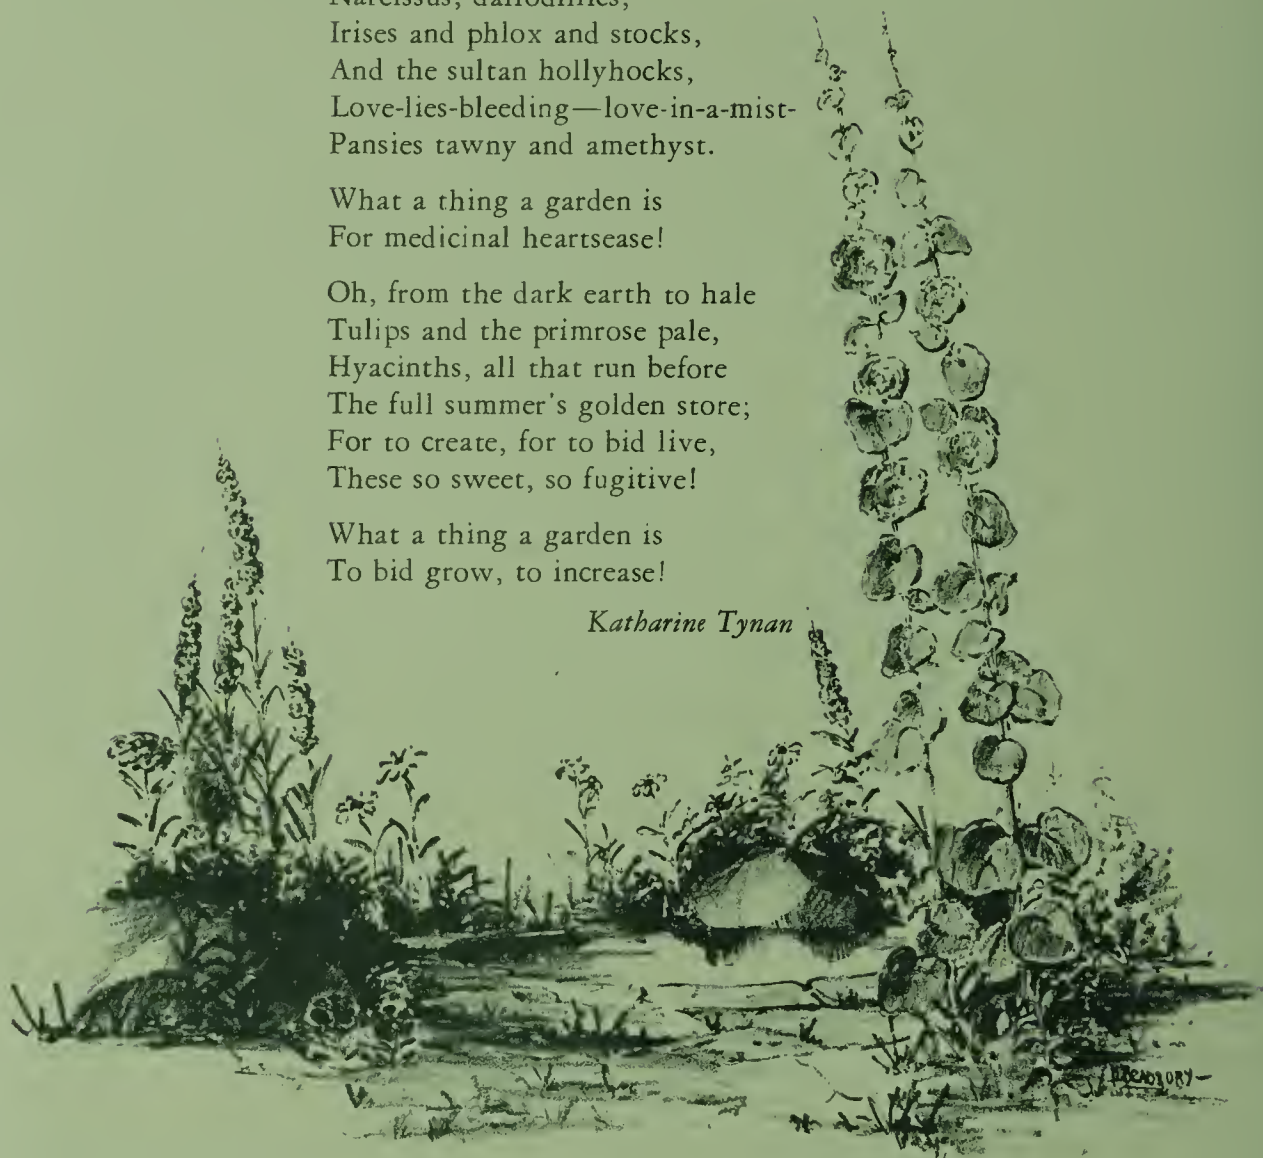 Irises and phlox and stocks,
And the sultan hollyhocks,
Love-lies-bleeding—love-in-a-mist-
Pansies tawny and amethyst.
What a thing a garden is
For medicinal heartsease!
Oh, from the dark earth to hale
Tulips and the primrose pale,
Hyacinths, all that run before
The full summer's golden store;
For to create, for to bid live,
These so sweet, so fugitive!
What a thing a garden is
To bid grow, to increase!
Katharine Tynan